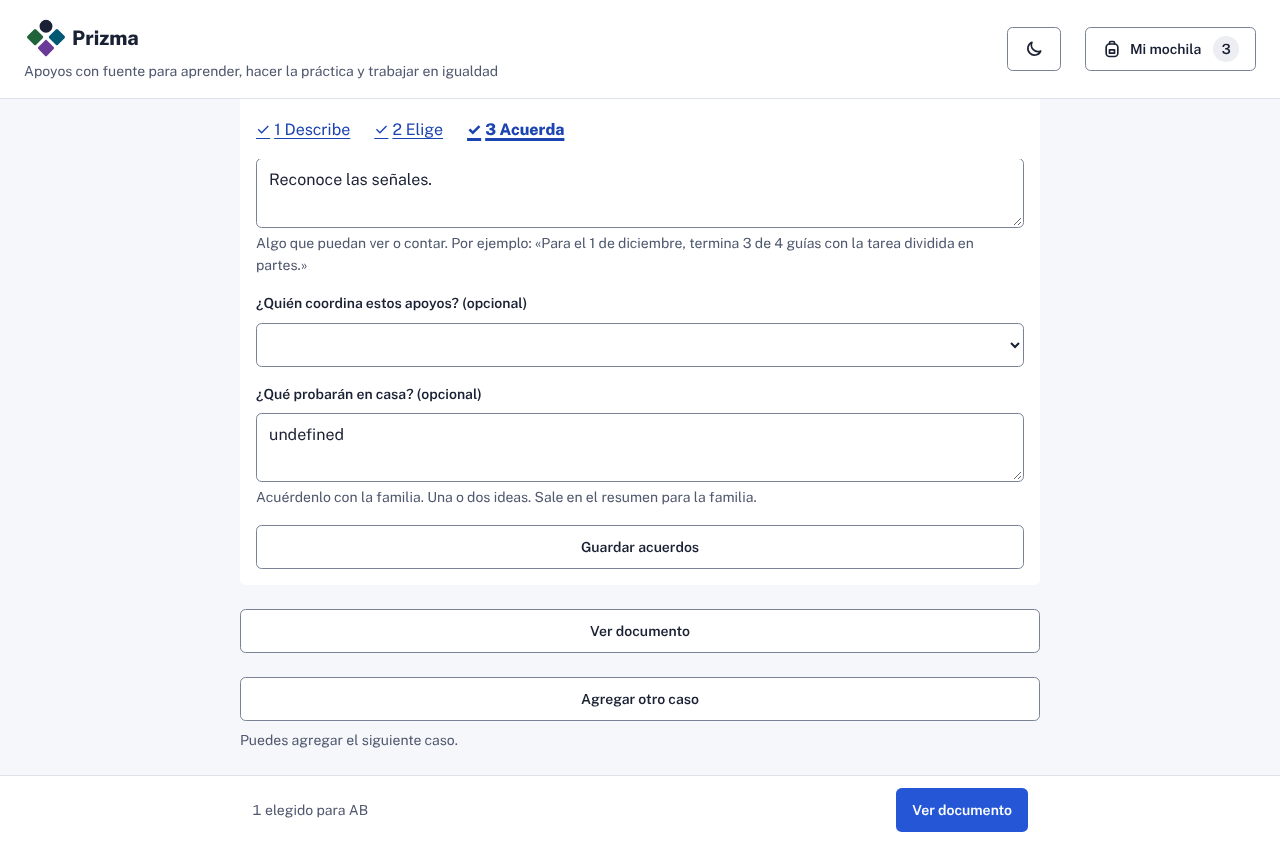 Prizma
Apoyos con fuente para aprender, hacer la práctica y trabajar en igualdad
Mi mochila 3
1 Describe 2 Elige 3 Acuerda
Reconoce las señales.
Algo que puedan ver o contar. Por ejemplo: «Para el 1 de diciembre, termina 3 de 4 guías con la tarea dividida en
partes.»
¿Quién coordina estos apoyos? (opcional)
¿Qué probarán en casa? (opcional)
undefined
Acuérdenlo con la familia. Una o dos ideas. Sale en el resumen para la familia.
Guardar acuerdos
Ver documento
Agregar otro caso
Puedes agregar el siguiente caso.
1 elegido para AB
Ver documento